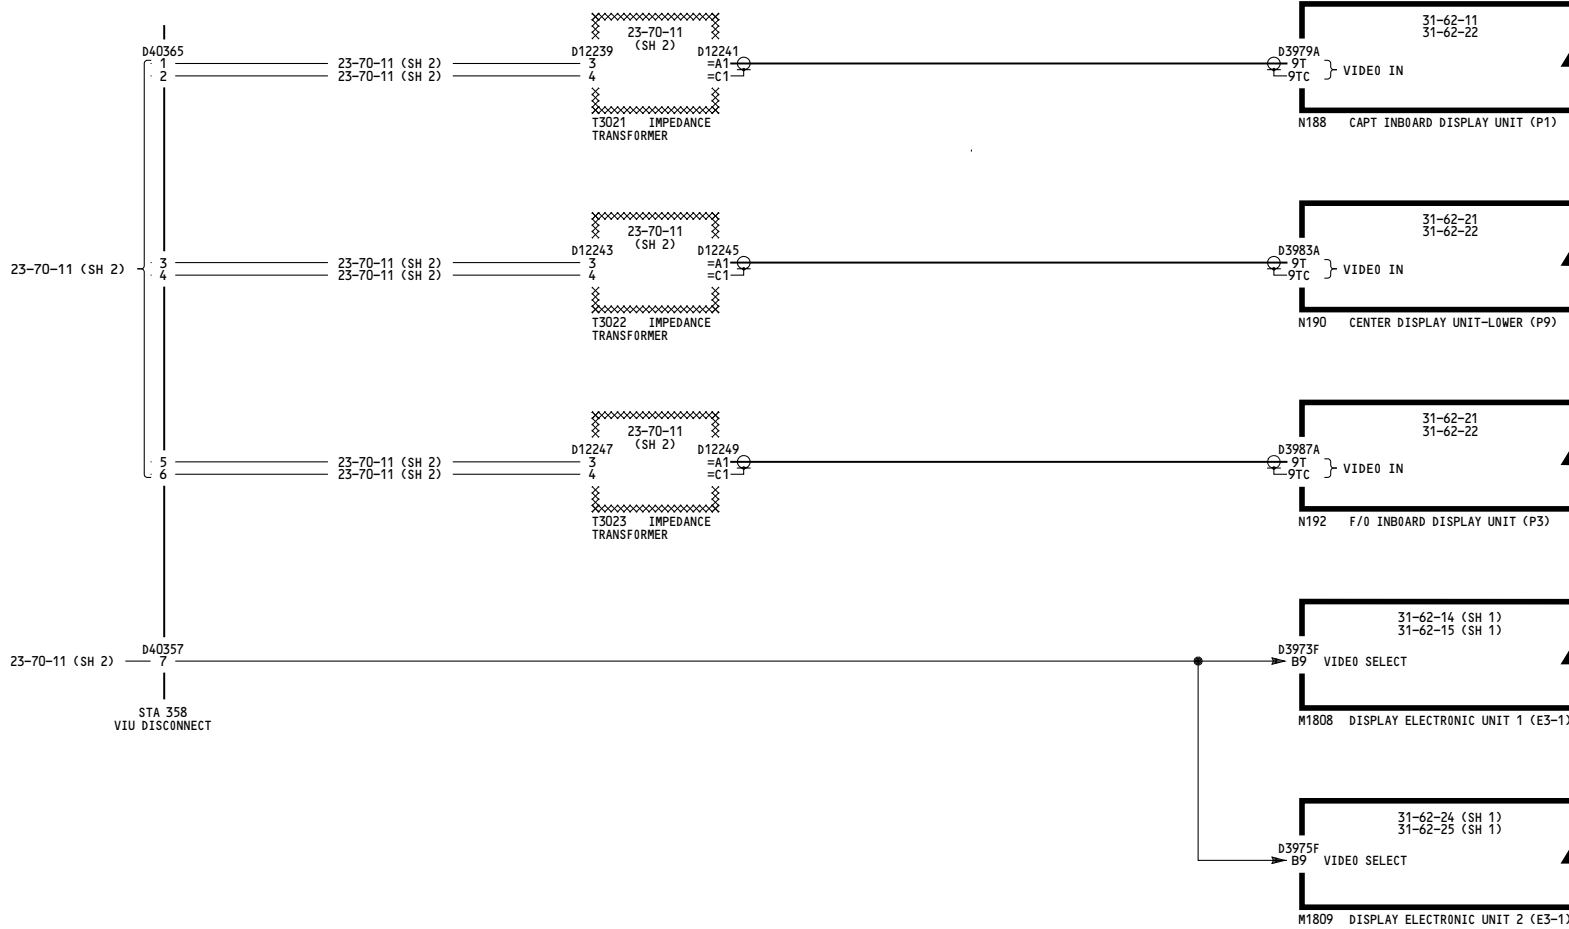 31-62-11
31-62-22
23-70-11
(SH 2)
D40365 D12239 D12241 D3979A
1 23-70-11 (SH 2) 3 =A1 9T
2 23-70-11 (SH 2) 4 =C1 9TC VIDEO IN
T3021 IMPEDANCE
TRANSFORMER
N188 CAPT INBOARD DISPLAY UNIT (P1)
31-62-21
31-62-22
23-70-11
(SH 2)
D12243 D12245 D3983A
23-70-11 (SH 2) 3 23-70-11 (SH 2) 3 =A1 9T
4 23-70-11 (SH 2) 4 =C1 9TC VIDEO IN
T3022 IMPEDANCE
TRANSFORMER
N190 CENTER DISPLAY UNIT-LOWER (P9)
31-62-21
31-62-22
23-70-11
(SH 2)
D12247 D12249 D3987A
5 23-70-11 (SH 2) 3 =A1 9T
6 23-70-11 (SH 2) 4 =C1 9TC VIDEO IN
T3023 IMPEDANCE
TRANSFORMER
N192 F/O INBOARD DISPLAY UNIT (P3)
31-62-14 (SH 1)
31-62-15 (SH 1)
D40357 D3973F
23-70-11 (SH 2) 7 B9 VIDEO SELECT
STA 358
VIU DISCONNECT
M1808 DISPLAY ELECTRONIC UNIT 1 (E3-1)
31-62-24 (SH 1)
31-62-25 (SH 1)
D3975F
B9 VIDEO SELECT
M1809 DISPLAY ELECTRONIC UNIT 2 (E3-1)